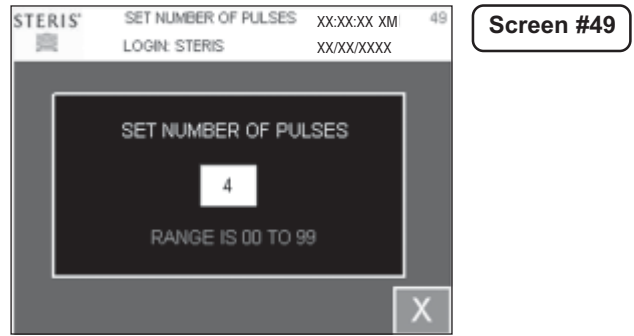 STERIS® SET NUMBER OF PULSES XX:XX:XX XM 49
LOGIN: STERIS XX/XX/XXXX
Screen #49
SET NUMBER OF PULSES
4
RANGE IS 00 TO 99
X